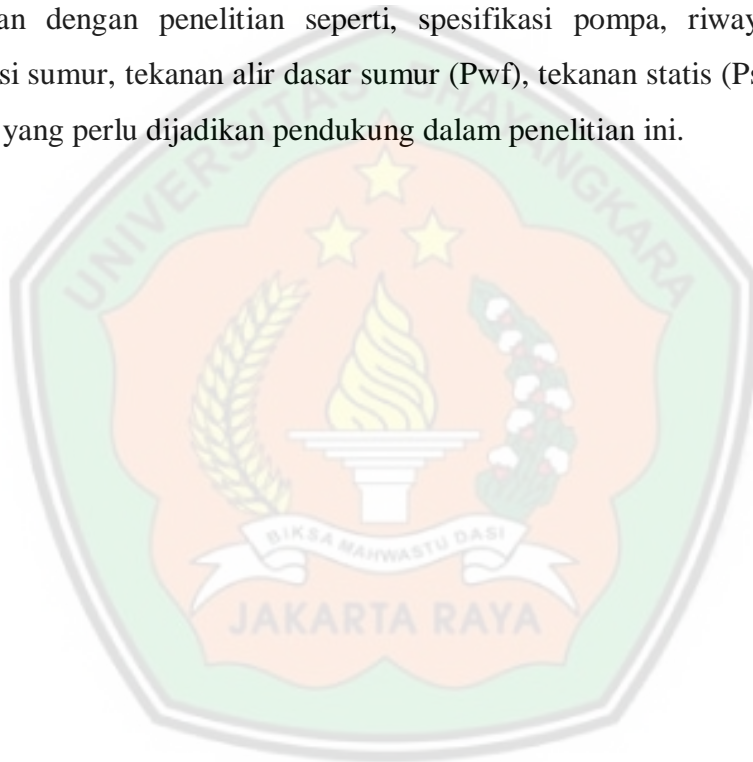 an dengan penelitian seperti, spesifikasi pompa, riway
si sumur, tekanan alir dasar sumur (Pwf), tekanan statis (Ps
yang perlu dijadikan pendukung dalam penelitian ini.
UNIVERSITAS BHAYANGKARA
BIKSA MAHWASTU DASI
JAKARTA RAYA